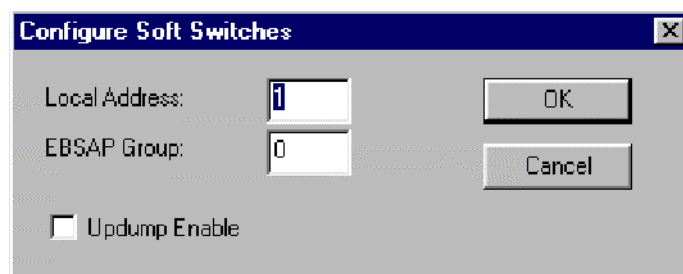 Configure Soft Switches
Local Address: 1
OK
EBSAP Group: 0
Cancel
Updump Enable